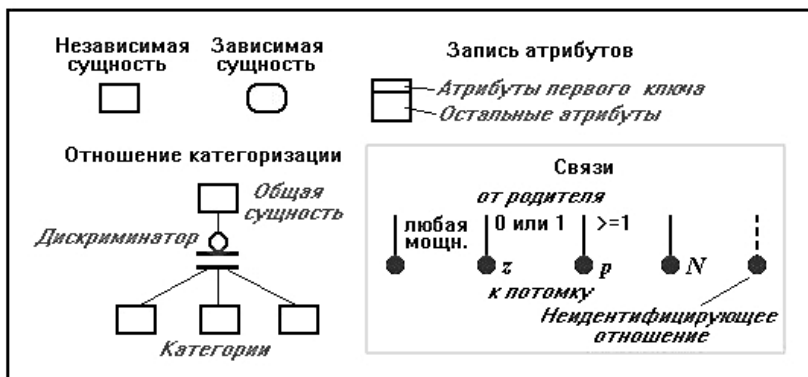 Независимая
сущность
Зависимая
сущность
Запись атрибутов
Атрибуты первого ключа
Остальные атрибуты
Отношение категоризации
Общая
сущность
Дискриминатор
Категории
Связи
от родителя
любая
мощн.
0 или 1
>=1
z
p
N
к потомку
Неидентифицирующее
отношение